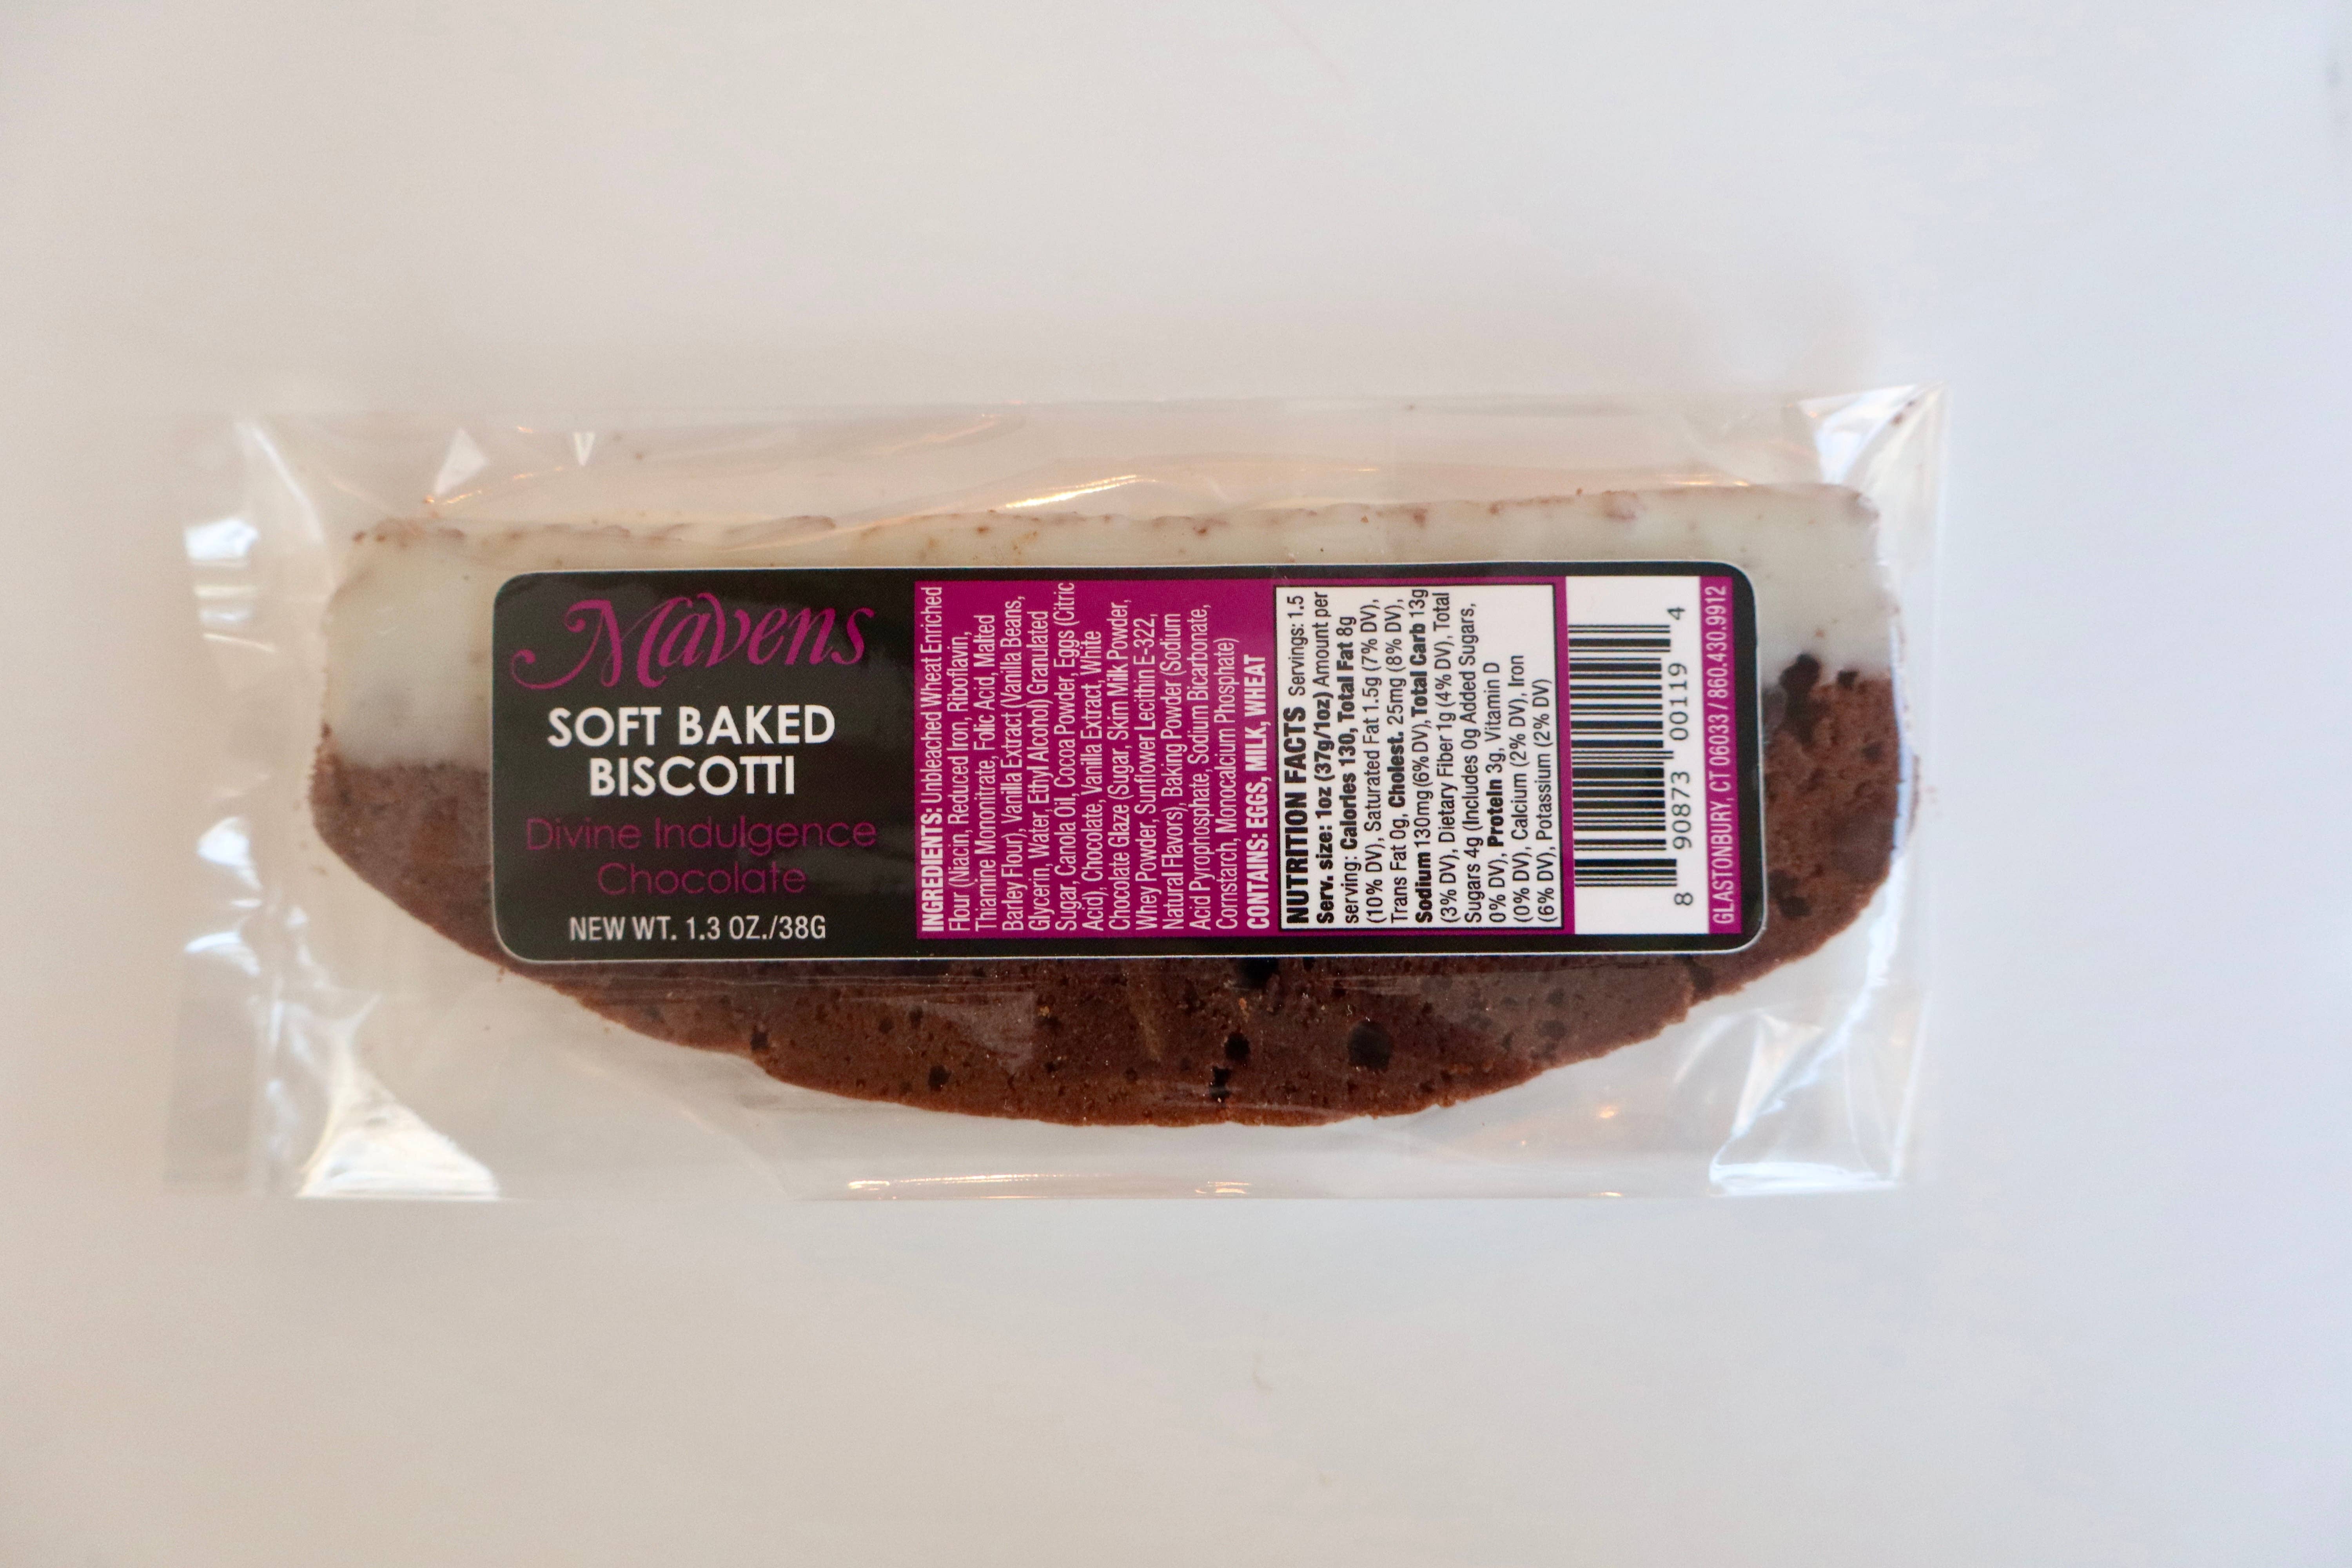 Mavens
SOFT BAKED
BISCOTTI
Divine Indulgence
Chocolate
NEW WT. 1.3 OZ./38G
INGREDIENTS: Unbleached Wheat Enriched
Flour (Niacin, Reduced Iron, Riboflavin,
Thiamine Mononitrate, Folic Acid, Malted
Barley Flour), Vanilla Extract (Vanilla Beans,
Glycerin, Water, Ethyl Alcohol) Granulated
Sugar, Canola Oil, Cocoa Powder, Eggs (Citric
Acid), Chocolate, Vanilla Extract, White
Chocolate Glaze (Sugar, Skim Milk Powder,
Whey Powder, Sunflower Lecithin E-322,
Natural Flavors), Baking Powder (Sodium
Acid Pyrophosphate, Sodium Bicarbonate,
Cornstarch, Monocalcium Phosphate)
CONTAINS: EGGS, MILK, WHEAT
NUTRITION FACTS Servings: 1.5
Serv. size: 1oz (37g/1oz) Amount per
serving: Calories 130, Total Fat 8g
(10% DV), Saturated Fat 1.5g (7% DV),
Trans Fat 0g, Cholest. 25mg (8% DV),
Sodium 130mg (6% DV), Total Carb 13g
(3% DV), Dietary Fiber 1g (4% DV), Total
Sugars 4g (Includes 0g Added Sugars,
0% DV), Protein 3g, Vitamin D
(0% DV), Calcium (2% DV), Iron
(6% DV), Potassium (2% DV)
8 90873 00119 4
GLASTONBURY, CT 06033 / 860.430.9912